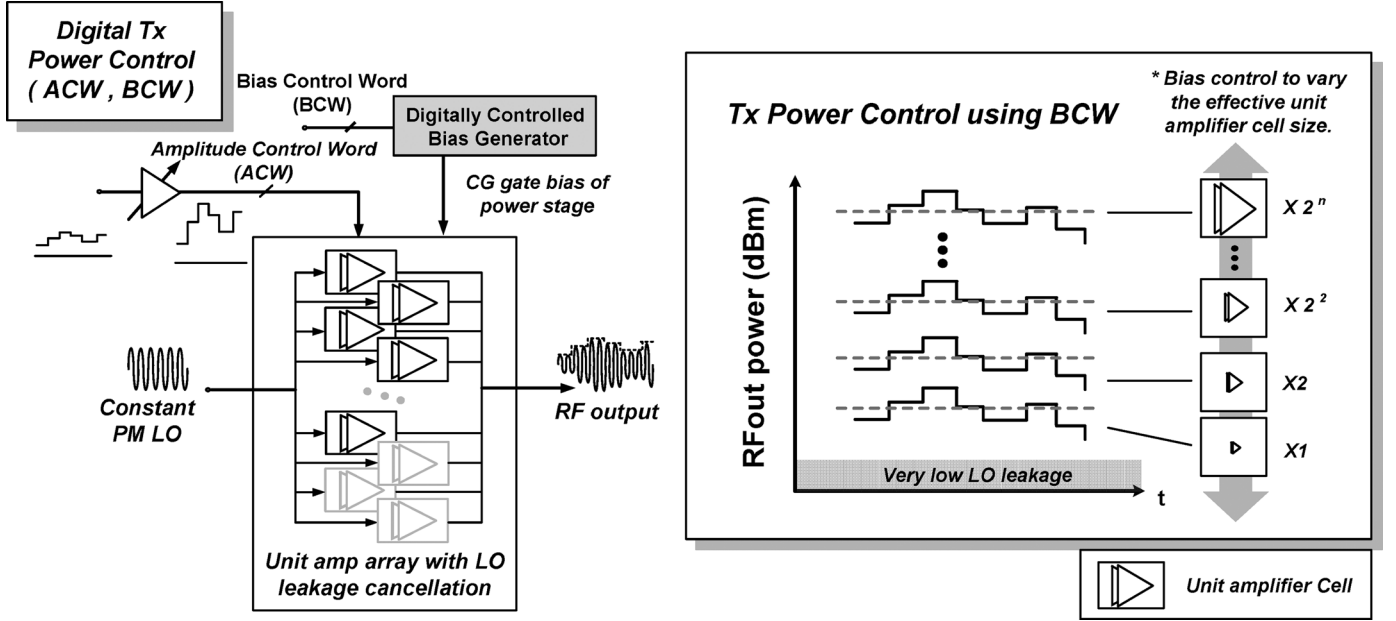 Digital Tx
Power Control
( ACW , BCW )
Bias Control Word
(BCW)
Digitally Controlled
Bias Generator
Amplitude Control Word
(ACW)
CG gate bias of
power stage
Constant
PM LO
RF output
Unit amp array with LO
leakage cancellation
Tx Power Control using BCW
* Bias control to vary
the effective unit
amplifier cell size.
RFout power (dBm)
X 2ⁿ
X 2²
X2
X1
Very low LO leakage
t
Unit amplifier Cell